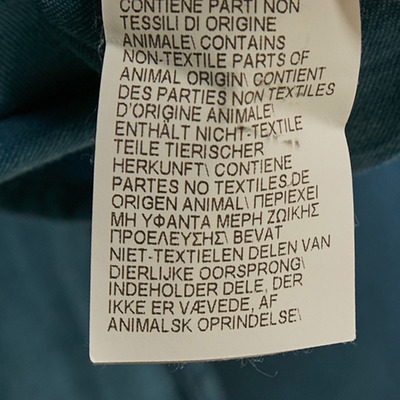 CONTIENE PARTI NON
TESSILI DI ORIGINE
ANIMALE\ CONTAINS
NON-TEXTILE PARTS OF
ANIMAL ORIGIN\ CONTIENT
DES PARTIES NON TEXTILES
D'ORIGINE ANIMALE\
ENTHÄLT NICHT-TEXTILE
TEILE TIERISCHER
HERKUNFT\ CONTIENE
PARTES NO TEXTILES DE
ORIGEN ANIMAL\ ΠΕΡΙΕΧΕΙ
ΜΗ ΥΦΑΝΤΑ ΜΕΡΗ ΖΩΙΚΗΣ
ΠΡΟΕΛΕΥΣΗΣ\ BEVAT
NIET-TEXTIELEN DELEN VAN
DIERLIJKE OORSPRONG\
INDEHOLDER DELE, DER
IKKE ER VÆVEDE, AF
ANIMALSK OPRINDELSE\